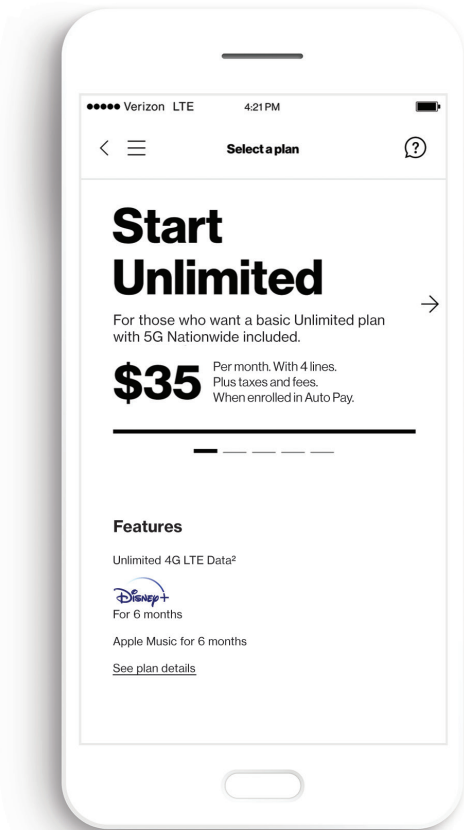 Verizon LTE 4:21 PM
Select a plan
?
Start
Unlimited
For those who want a basic Unlimited plan
with 5G Nationwide included.
$35
Per month. With 4 lines.
Plus taxes and fees.
When enrolled in Auto Pay.
Features
Unlimited 4G LTE Data²
Disney+
For 6 months
Apple Music for 6 months
See plan details